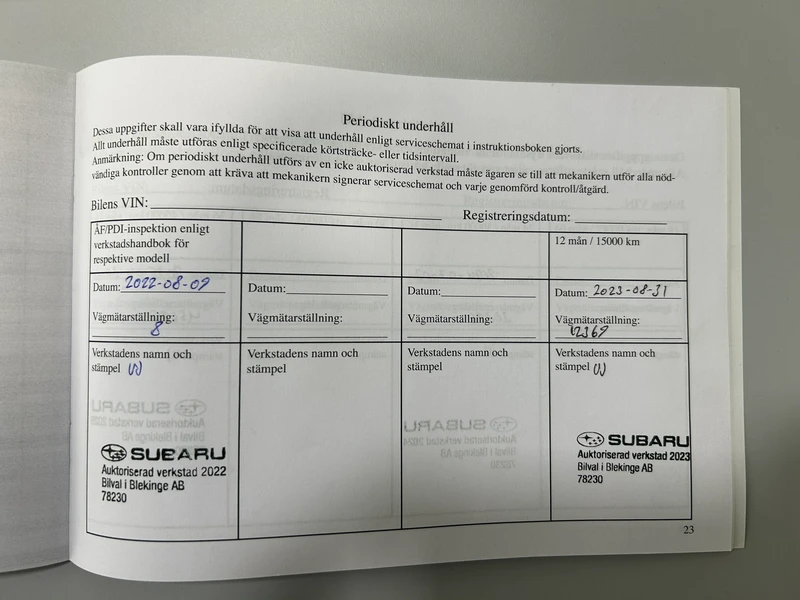 Periodiskt underhåll
Dessa uppgifter skall vara ifyllda för att visa att underhåll enligt serviceschemat i instruktionsboken gjorts.
Allt underhåll måste utföras enligt specificerade körtsträcke- eller tidsintervall.
Anmärkning: Om periodiskt underhåll utförs av en icke auktoriserad verkstad måste ägaren se till att mekanikern utför alla nöd-
vändiga kontroller genom att kräva att mekanikern signerar serviceschemat och varje genomförd kontroll/åtgärd.
Bilens VIN:
Registreringsdatum:
ÅF/PDI-inspektion enligt
verkstadshandbok för
respektive modell
12 mån / 15000 km
Datum: 2022-08-09
Datum:
Datum:
Datum: 2023-08-31
Vägmätarställning:
8
Vägmätarställning:
Vägmätarställning:
Vägmätarställning:
12369
Verkstadens namn och
stämpel
Verkstadens namn och
stämpel
Verkstadens namn och
stämpel
Verkstadens namn och
stämpel
SUBARU
Auktoriserad verkstad 2022
Bilval i Blekinge AB
78230
SUBARU
Auktoriserad verkstad 2023
Bilval i Blekinge AB
78230
23